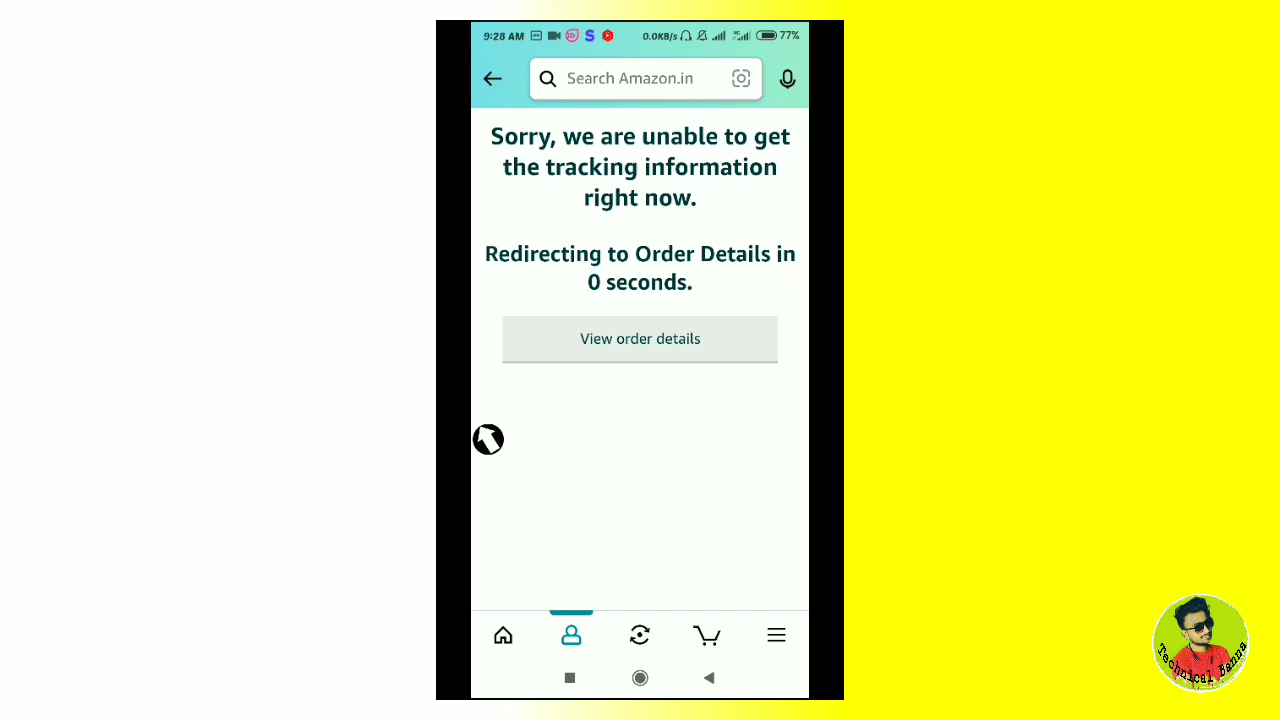 9:28 AM
0.0KB/s
77%
Search Amazon.in
Sorry, we are unable to get
the tracking information
right now.
Redirecting to Order Details in
0 seconds.
View order details
Technical Banna